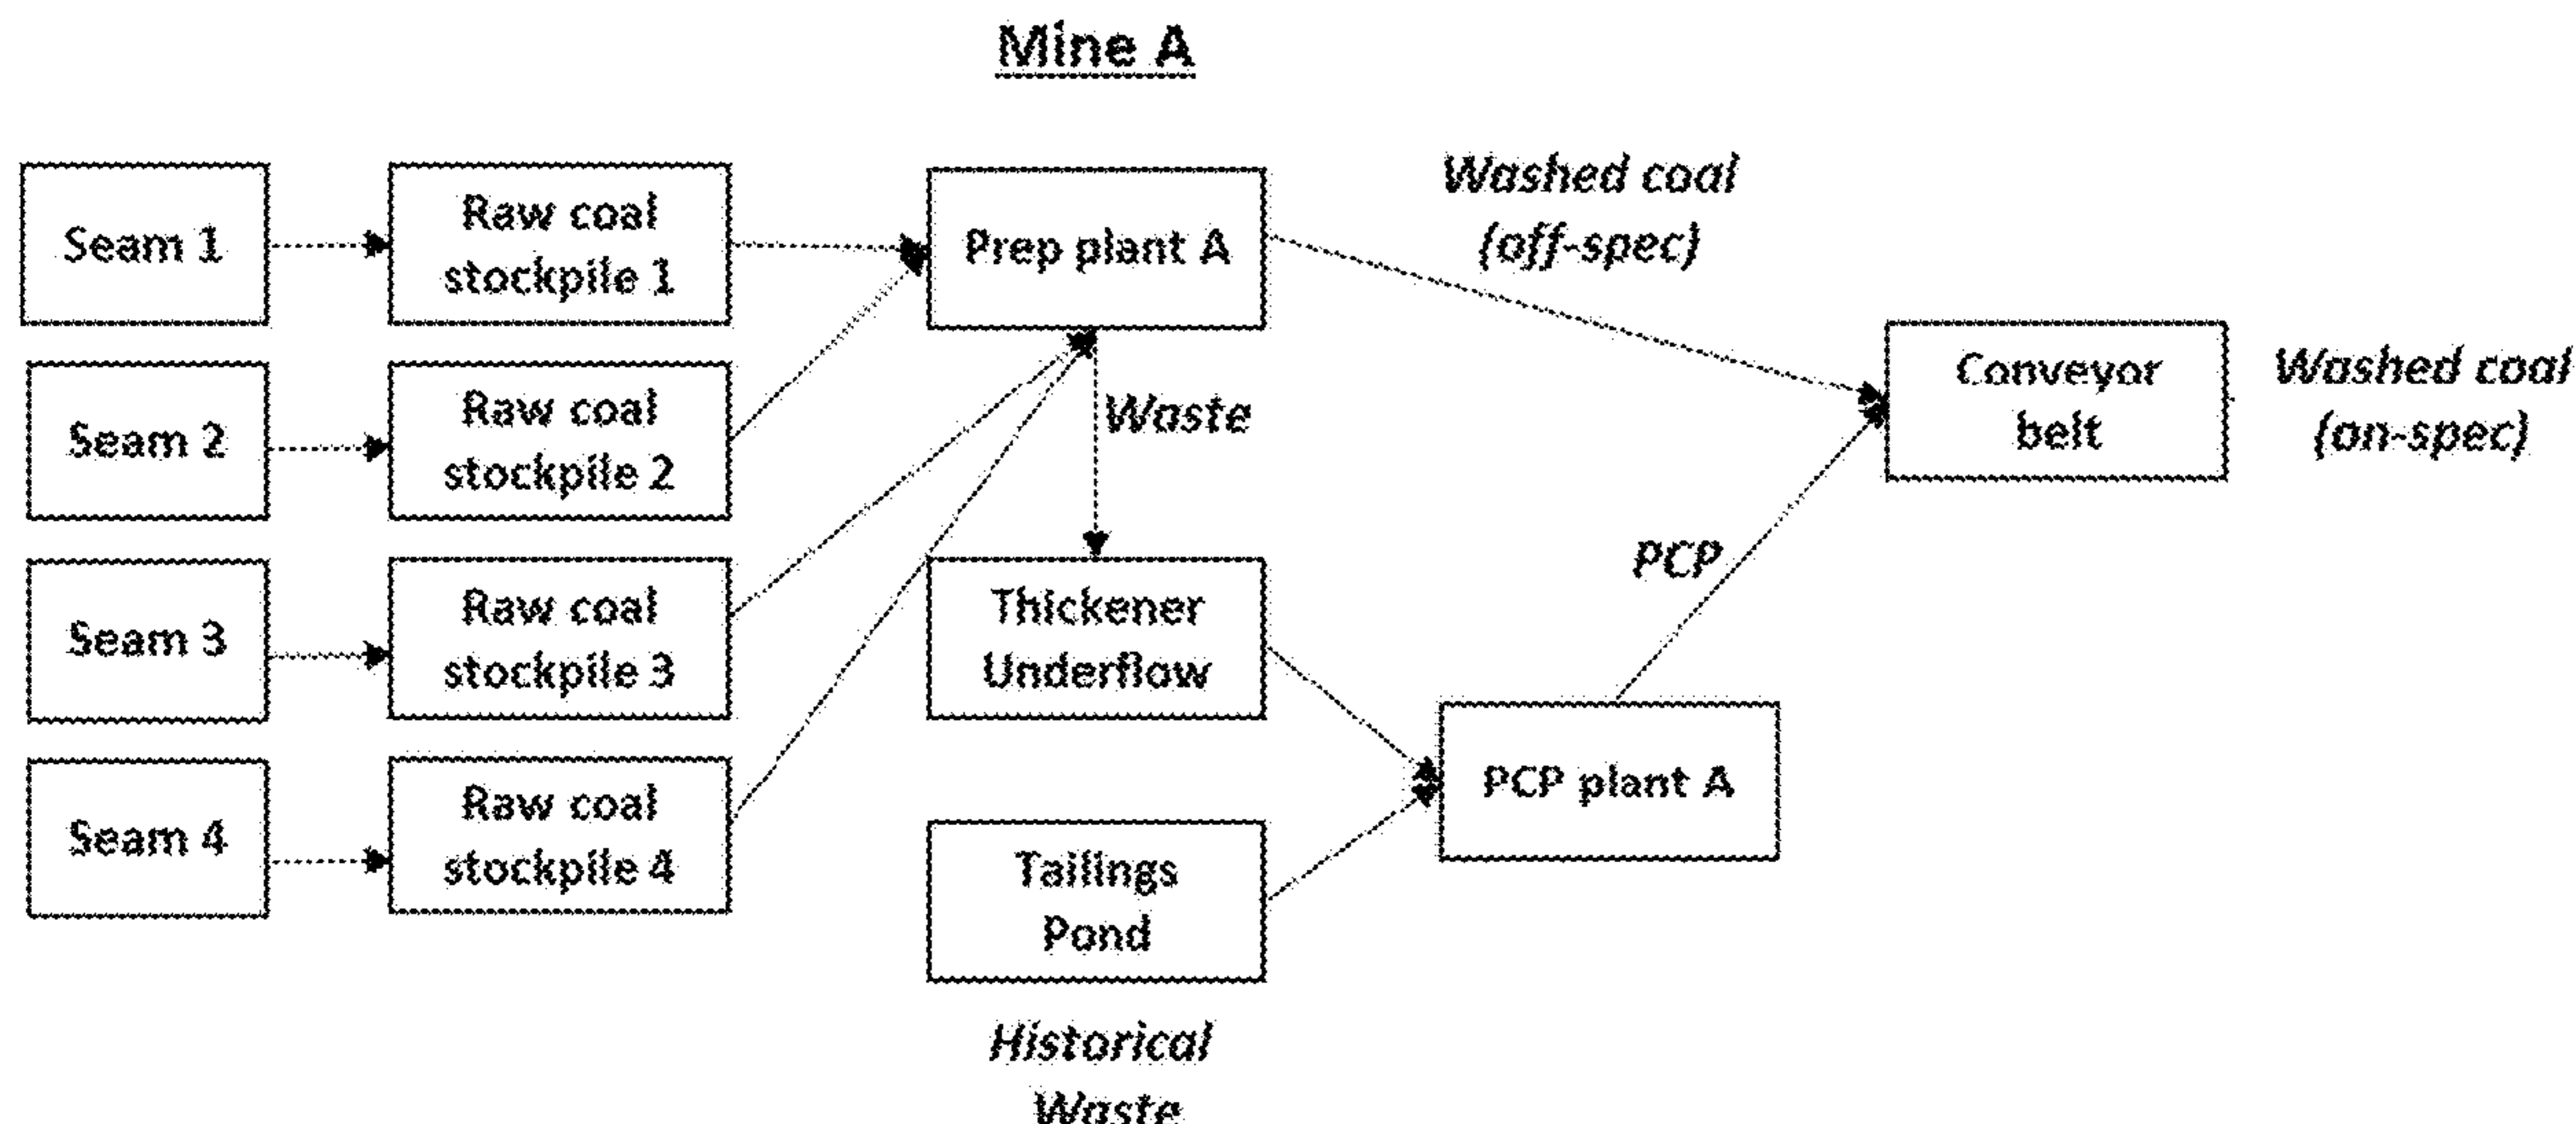 Mine A
Seam 1
Raw coal
stockpile 1
Prep plant A
Washed coal
(off-spec)
Seam 2
Raw coal
stockpile 2
Waste
Conveyor
belt
Washed coal
(on-spec)
Seam 3
Raw coal
stockpile 3
Thickener
Underflow
PCP
Seam 4
Raw coal
stockpile 4
Tailings
Pond
PCP plant A
Historical
Waste